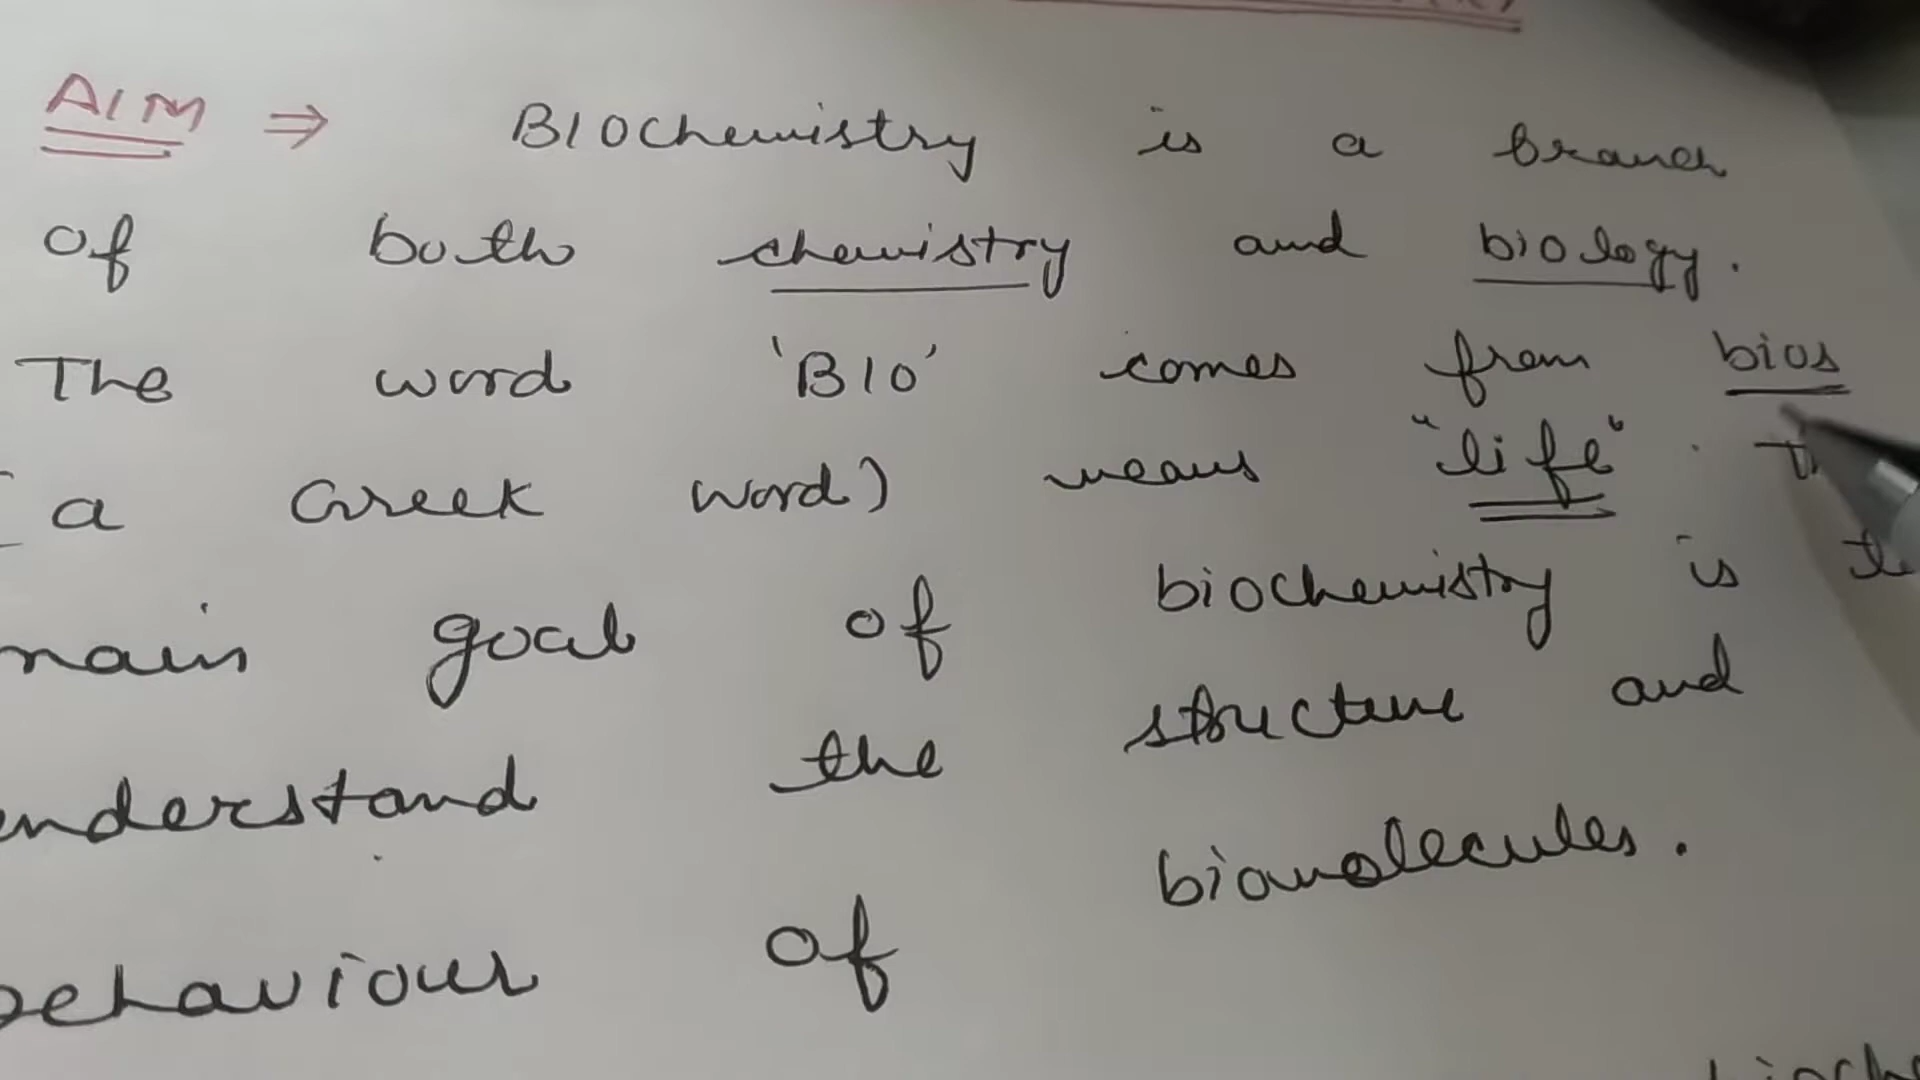 AIM ⇒ BIOchemistry is a branch
of both chemistry and biology.
The word 'BIO' comes from bios
(a Greek word) means "life".
main goal of biochemistry is
understand the structure and
behaviour of biomolecules.